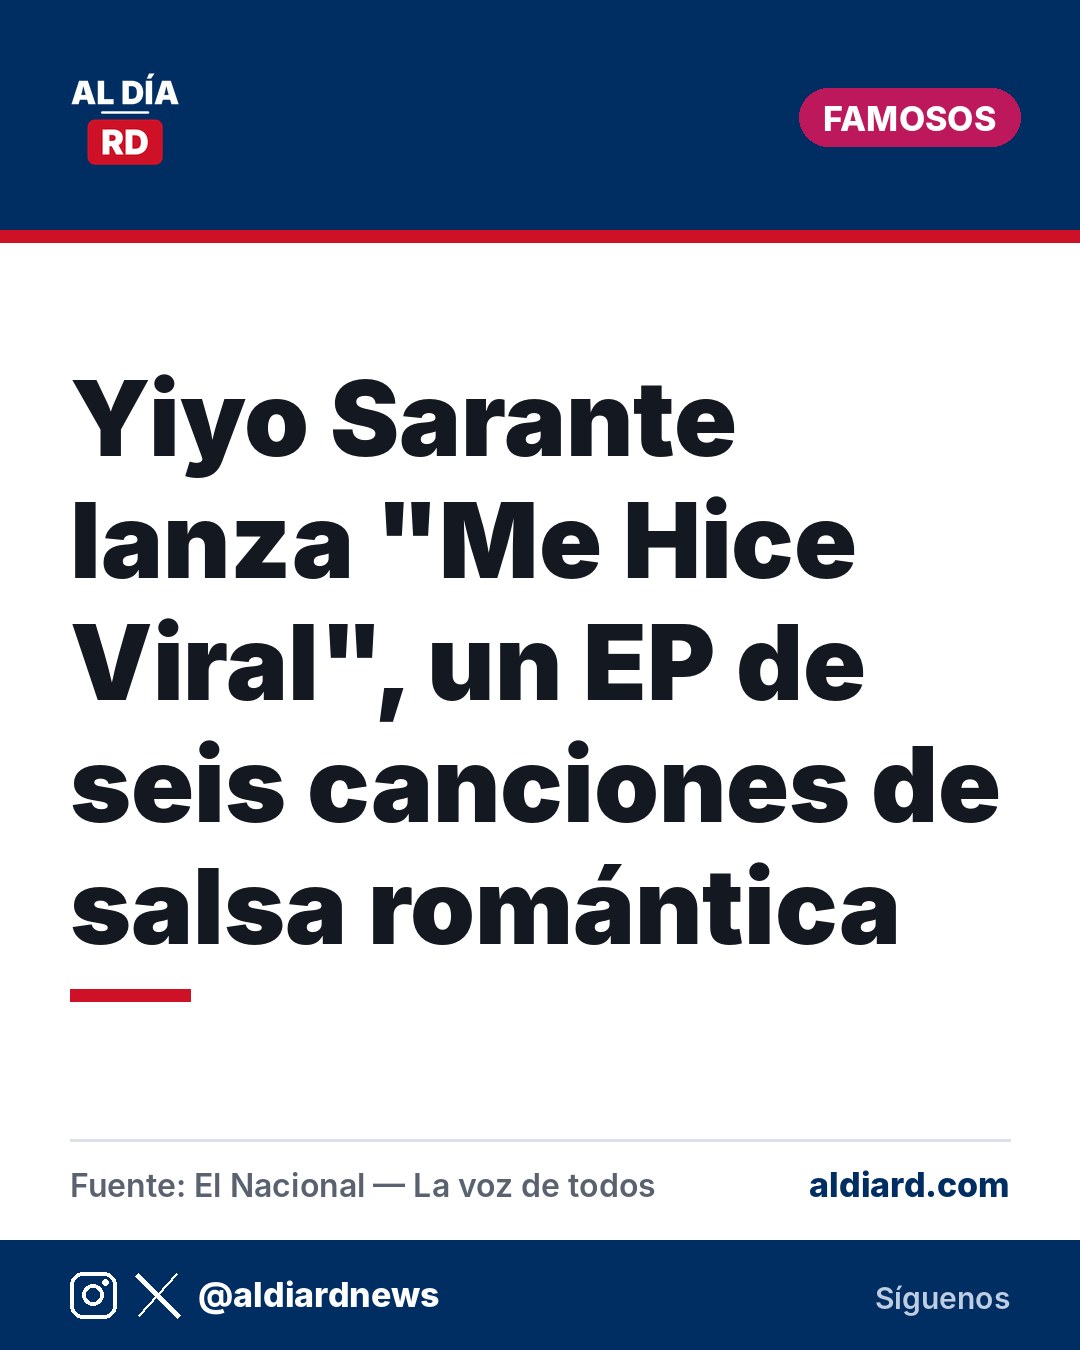 AL DÍA
RD
FAMOSOS
Yiyo Sarante
lanza "Me Hice
Viral", un EP de
seis canciones de
salsa romántica
Fuente: El Nacional — La voz de todos
aldiard.com
@aldiardnews
Síguenos